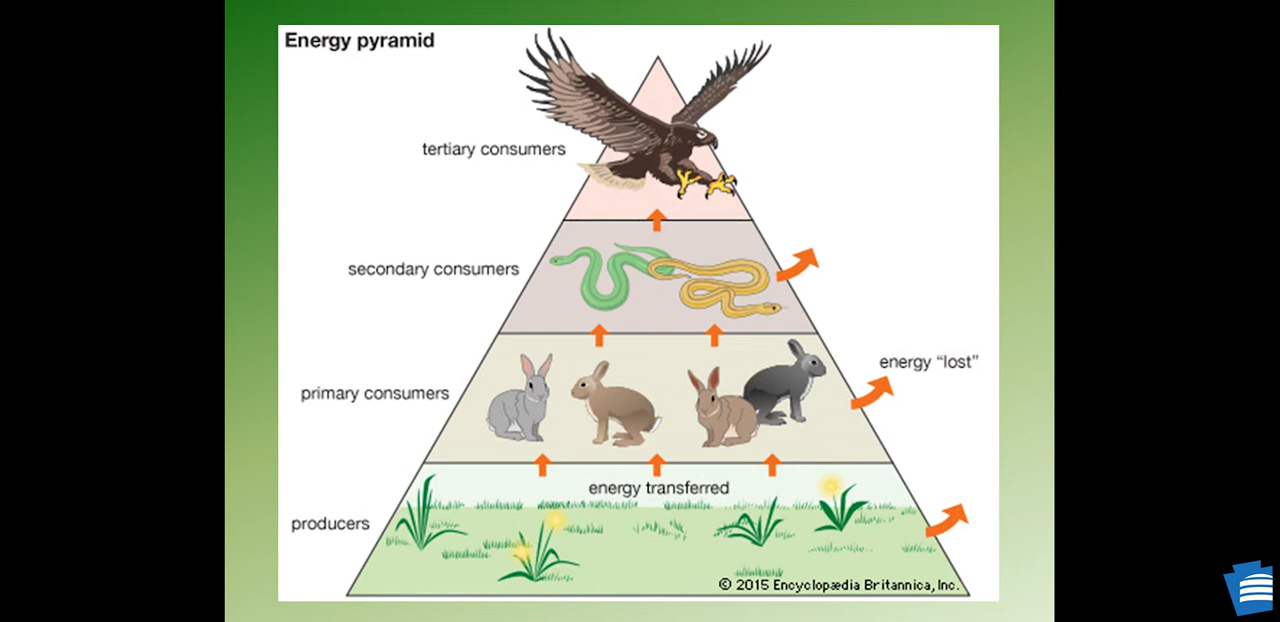 Energy pyramid
tertiary consumers
secondary consumers
energy “lost”
primary consumers
energy transferred
producers
© 2015 Encyclopædia Britannica, Inc.